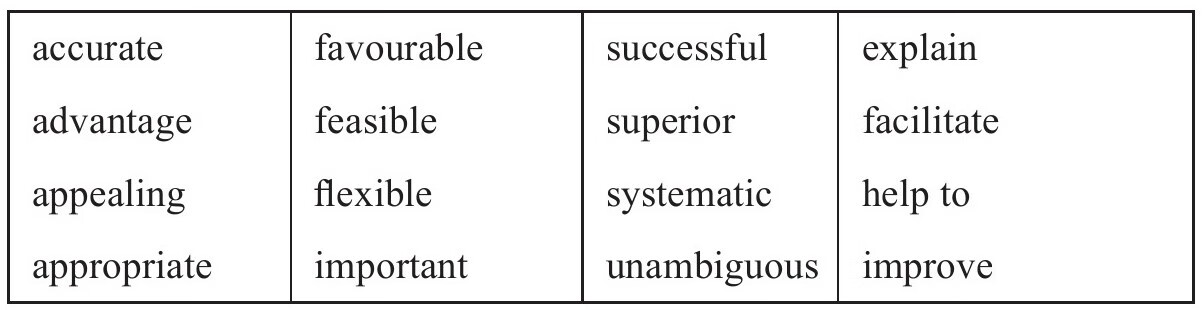 accurate favourable successful explain
advantage feasible superior facilitate
appealing flexible systematic help to
appropriate important unambiguous improve